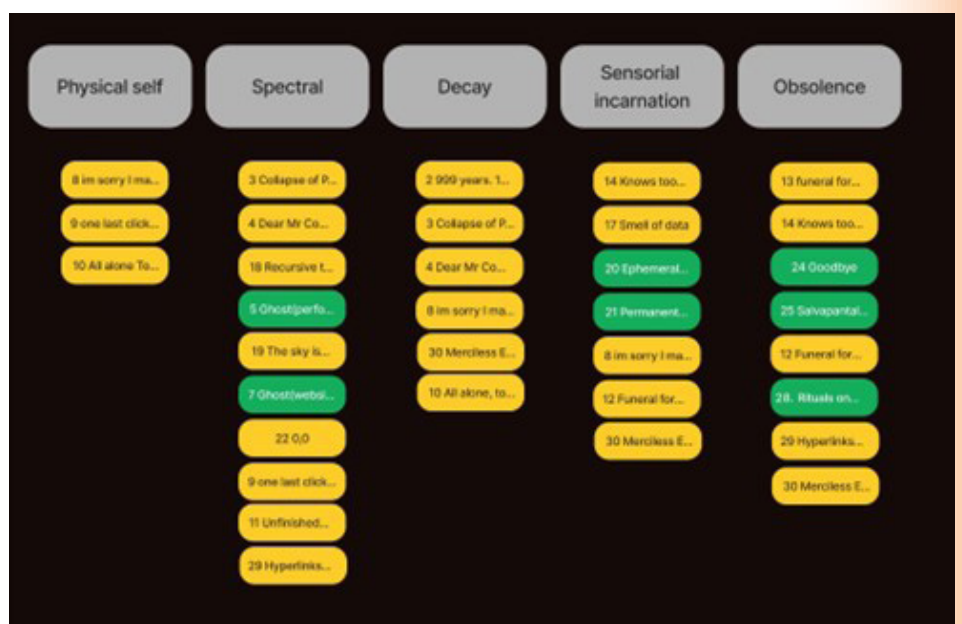 Physical self
Spectral
Decay
Sensorial
incarnation
Obsolence
8 im sorry I ma...
9 one last click...
10 All alone To...
3 Collapse of P...
4 Dear Mr Co...
18 Recursive t...
5 Ghost(perfo...
19 The sky is...
7 Ghost(websi...
22 0,0
9 one last click...
11 Unfinished...
29 Hyperlinks...
2 999 years. 1...
3 Collapse of P...
4 Dear Mr Co...
8 im sorry I ma...
30 Merciless E...
10 All alone, to...
14 Knows too...
17 Smell of data
20 Ephemeral...
21 Permanent...
8 im sorry I ma...
12 Funeral for...
30 Merciless E...
13 funeral for...
14 Knows too...
24 Goodbye
25 Salvapantal...
12 Funeral for...
28. Rituals on...
29 Hyperlinks...
30 Merciless E...